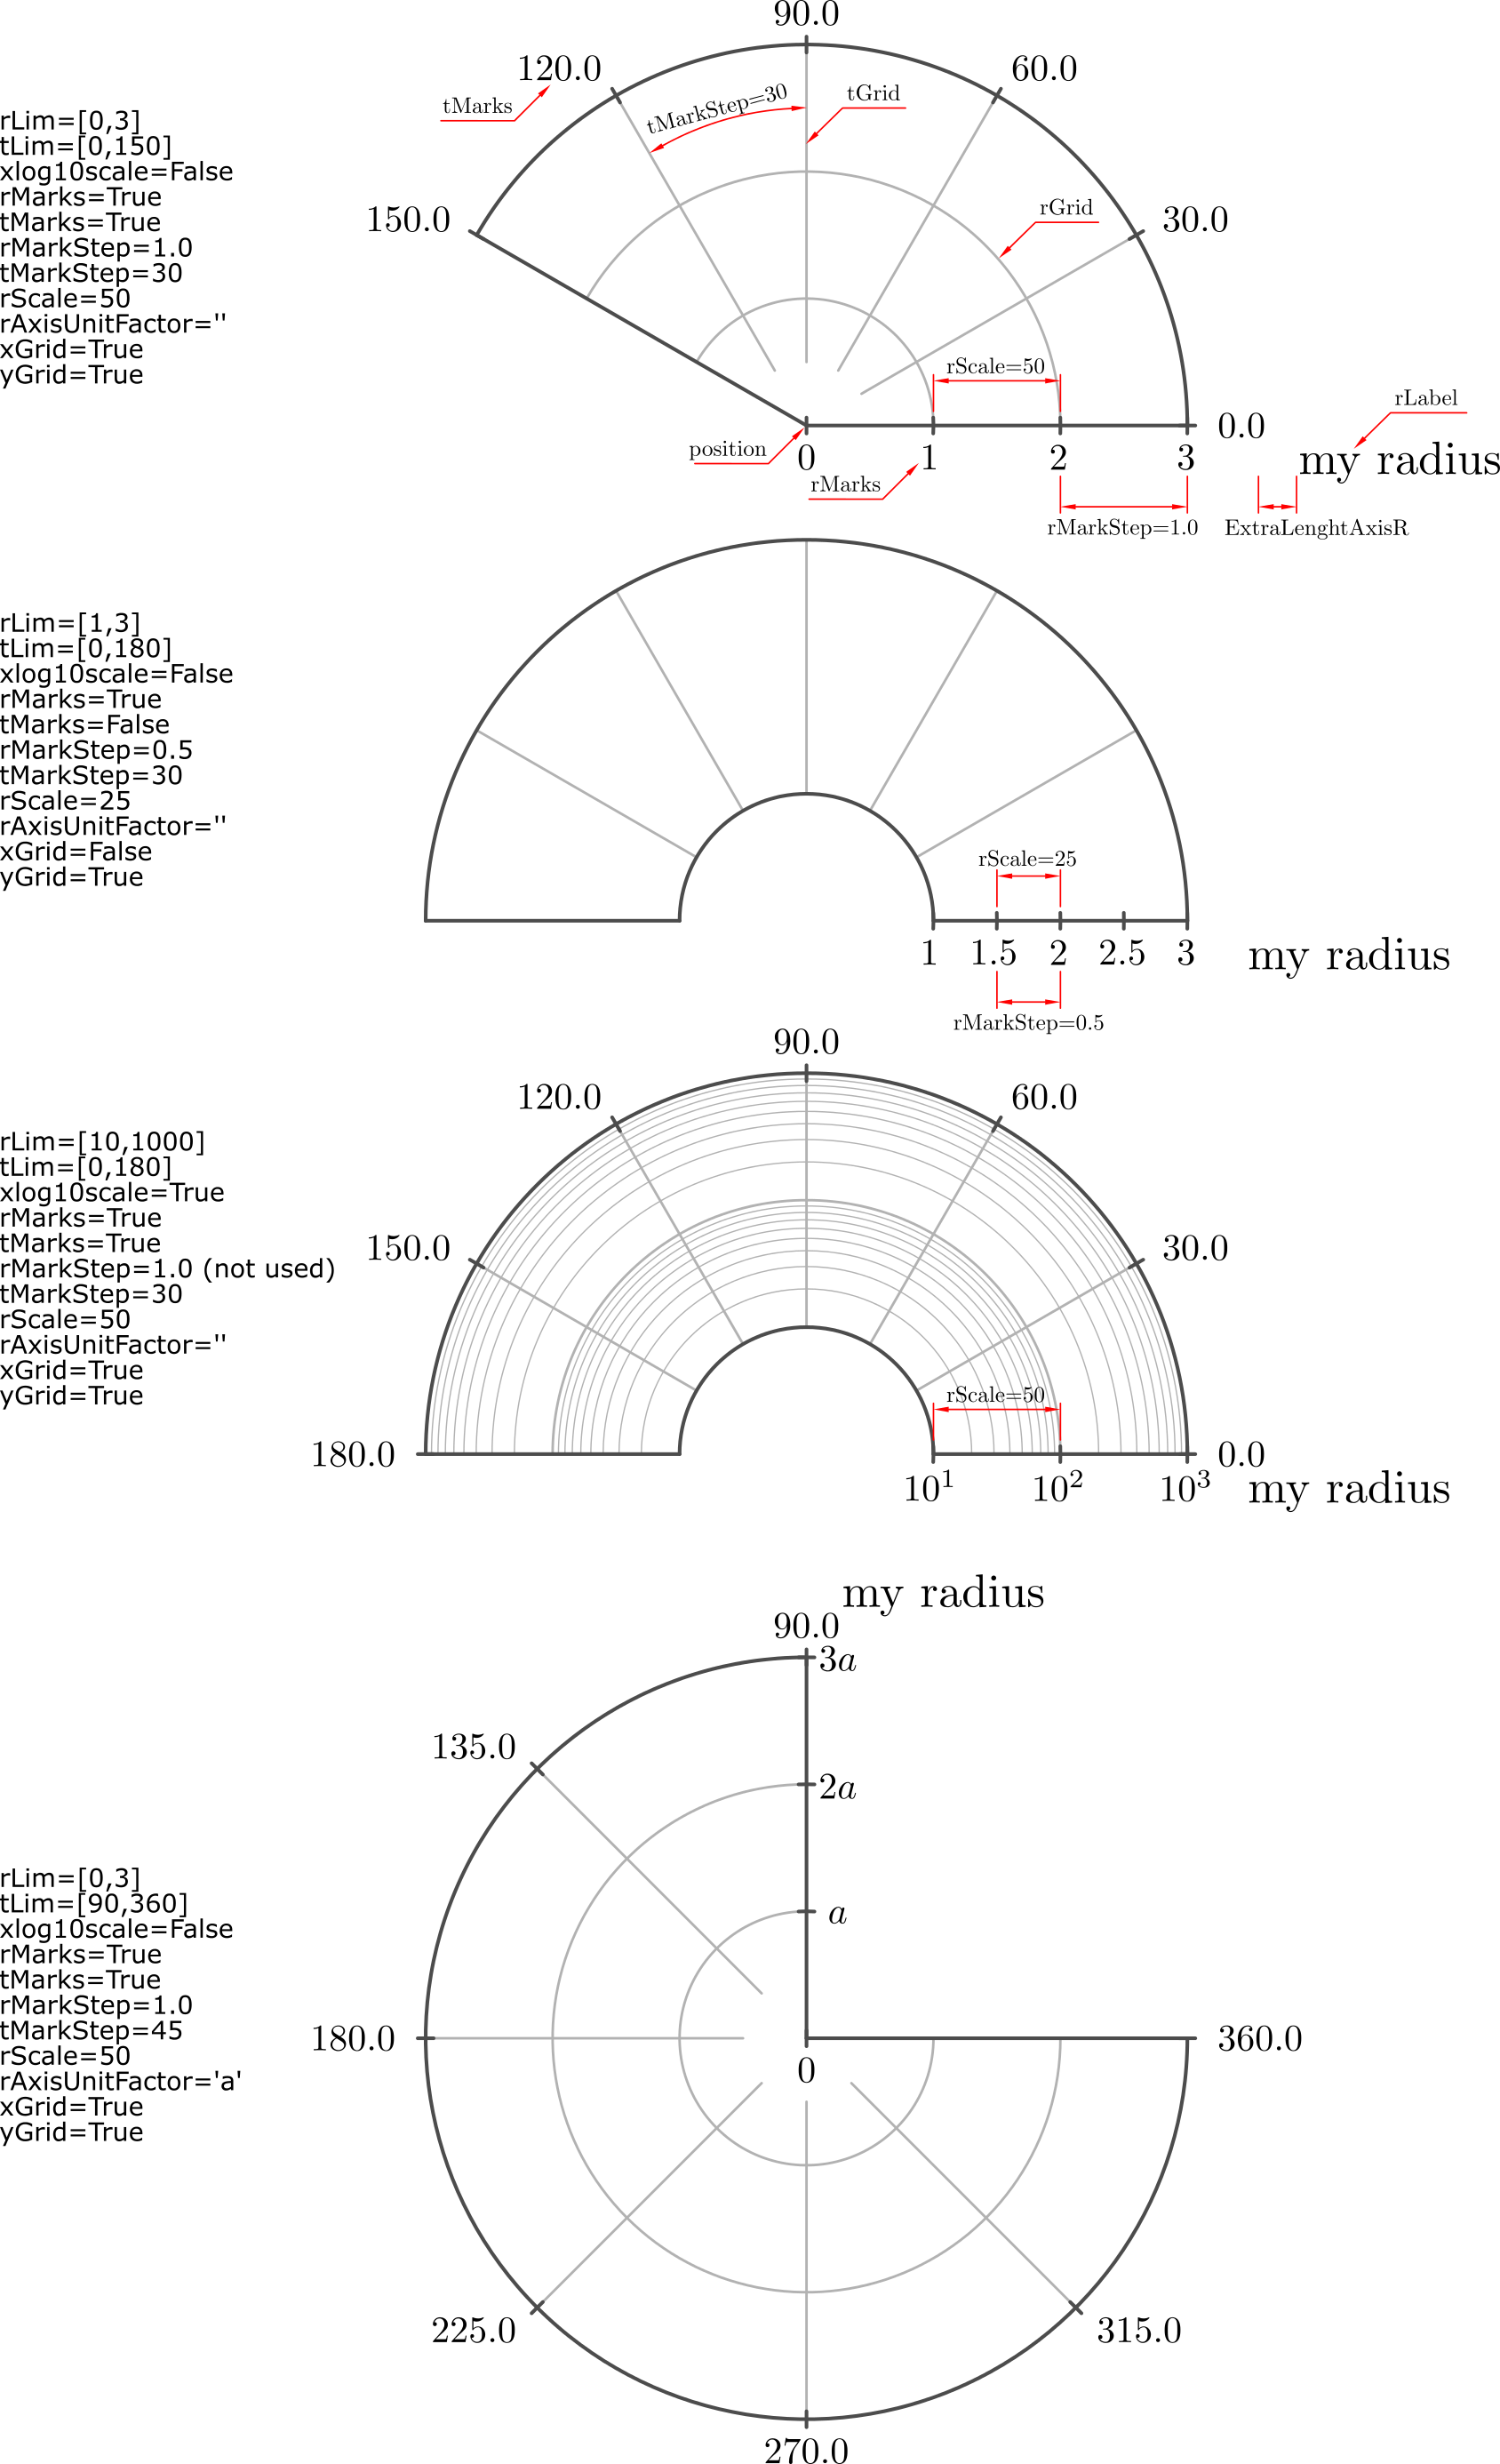 90.0
120.0
60.0
tMarks
tMarkStep=30
tGrid
rLim=[0,3]
tLim=[0,150]
xlog10scale=False
rMarks=True
tMarks=True
rMarkStep=1.0
tMarkStep=30
rScale=50
rAxisUnitFactor=''
xGrid=True
yGrid=True
150.0
rGrid
30.0
rScale=50
rLabel
0.0
position
0
1
2
3
my radius
rMarks
rMarkStep=1.0
ExtraLenghtAxisR
rLim=[1,3]
tLim=[0,180]
xlog10scale=False
rMarks=True
tMarks=False
rMarkStep=0.5
tMarkStep=30
rScale=25
rAxisUnitFactor=''
xGrid=False
yGrid=True
rScale=25
1
1.5
2
2.5
3
my radius
rMarkStep=0.5
90.0
120.0
60.0
rLim=[10,1000]
tLim=[0,180]
xlog10scale=True
rMarks=True
tMarks=True
rMarkStep=1.0 (not used)
tMarkStep=30
rScale=50
rAxisUnitFactor=''
xGrid=True
yGrid=True
150.0
30.0
rScale=50
180.0
0.0
10¹
10²
10³
my radius
my radius
90.0
3a
135.0
2a
a
rLim=[0,3]
tLim=[90,360]
xlog10scale=False
rMarks=True
tMarks=True
rMarkStep=1.0
tMarkStep=45
rScale=50
rAxisUnitFactor='a'
xGrid=True
yGrid=True
180.0
360.0
0
225.0
315.0
270.0